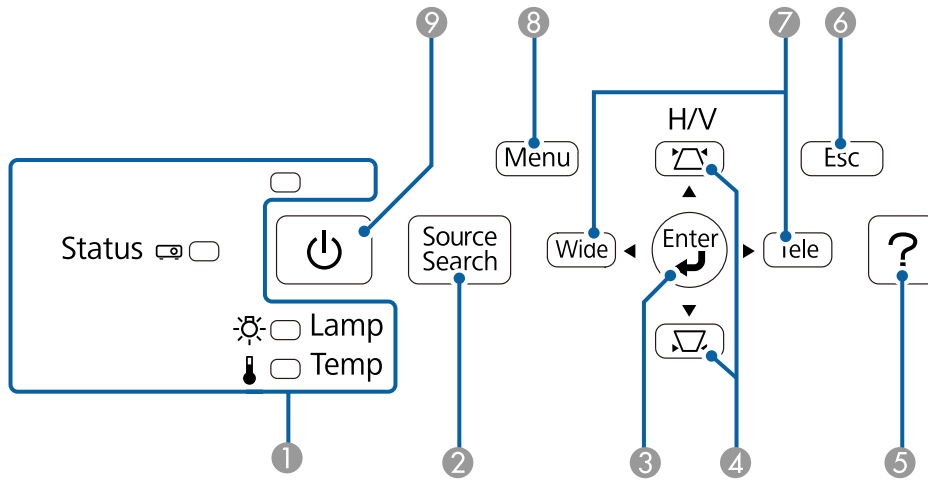 9
8
7
6
H/V
Menu
Esc
Status
Source
Search
Wide
Enter
Tele
?
Lamp
Temp
1
2
3
4
5